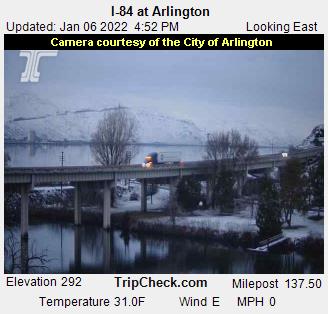 I-84 at Arlington
Updated: Jan 06 2022 4:52 PM Looking East
Camera courtesy of the City of Arlington
Elevation 292 TripCheck.com Milepost 137.50
Temperature 31.0F Wind E MPH 0